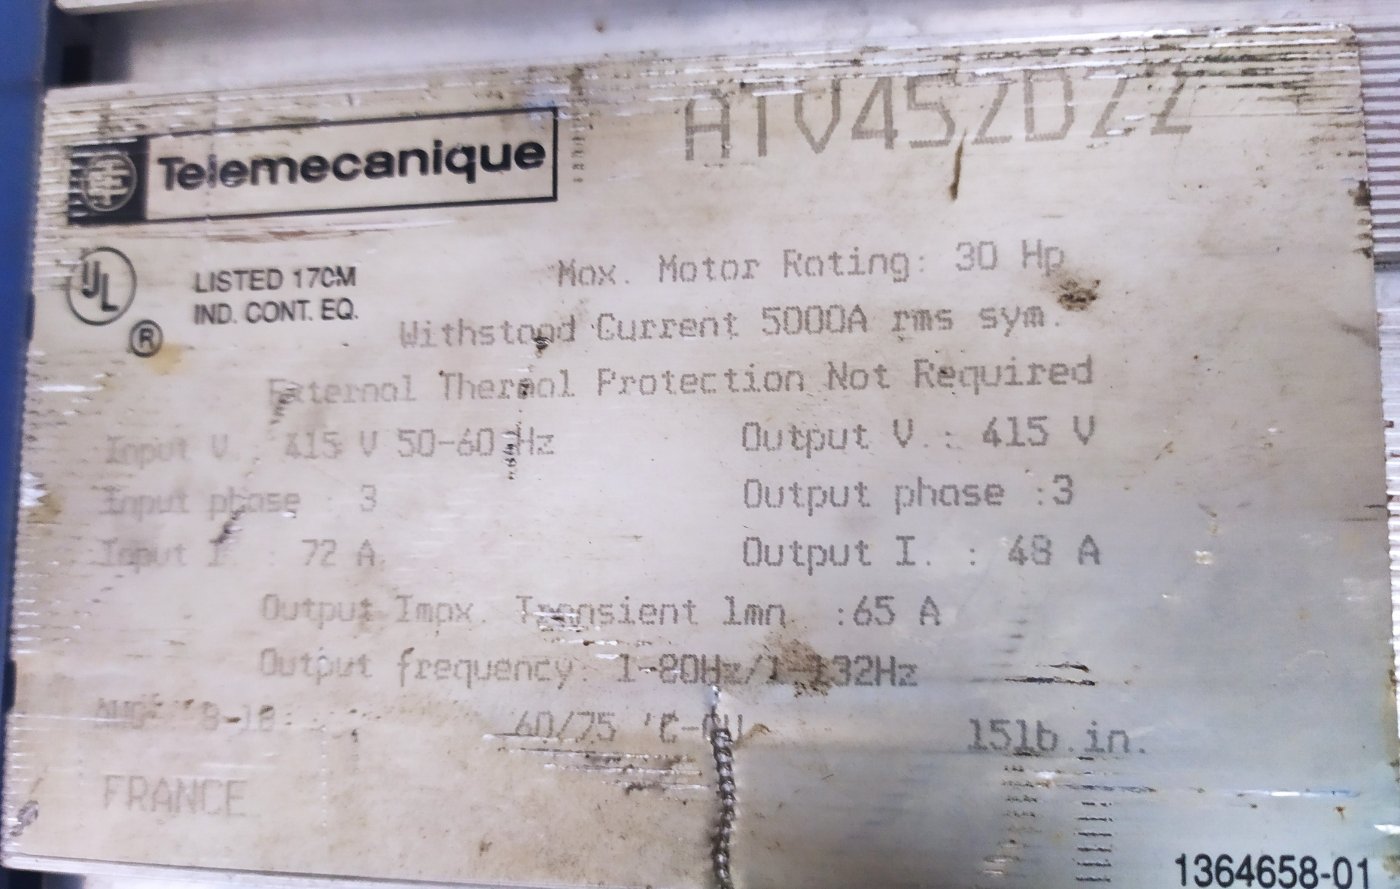 ATV452D22
Telemecanique
UL
®
LISTED 17CM
IND. CONT. EQ.
Max. Motor Rating: 30 Hp
Withstand Current 5000A rms sym.
External Thermal Protection Not Required
Input V. : 415 V 50-60 Hz
Output V. : 415 V
Input phase : 3
Output phase :3
Input I : 72 A.
Output I. : 48 A
Output Imax. Transient 1mn :65 A
Output frequency: 1-80Hz/1-132Hz
60/75 °C-CU
15lb.in.
FRANCE
1364658-01